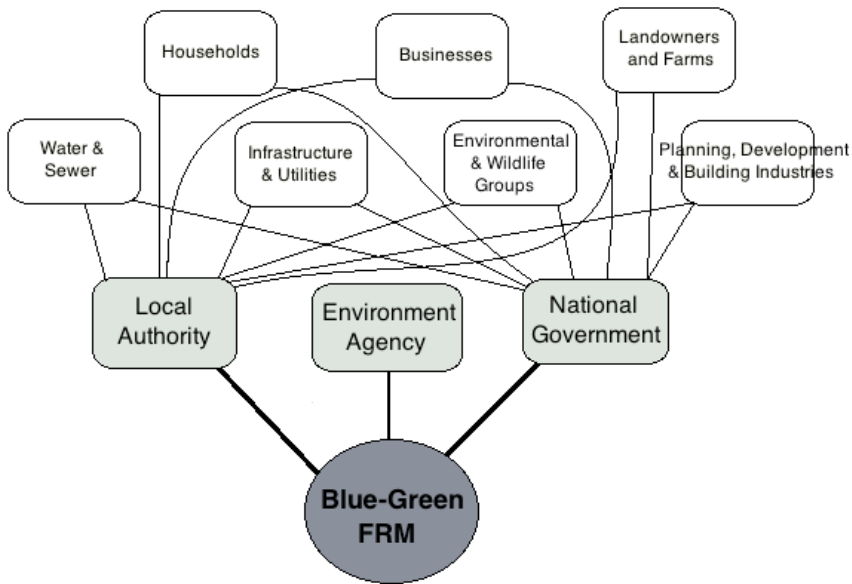 Households
Businesses
Landowners
and Farms
Water &
Sewer
Infrastructure
& Utilities
Environmental
& Wildlife
Groups
Planning, Development
& Building Industries
Local
Authority
Environment
Agency
National
Government
Blue-Green
FRM